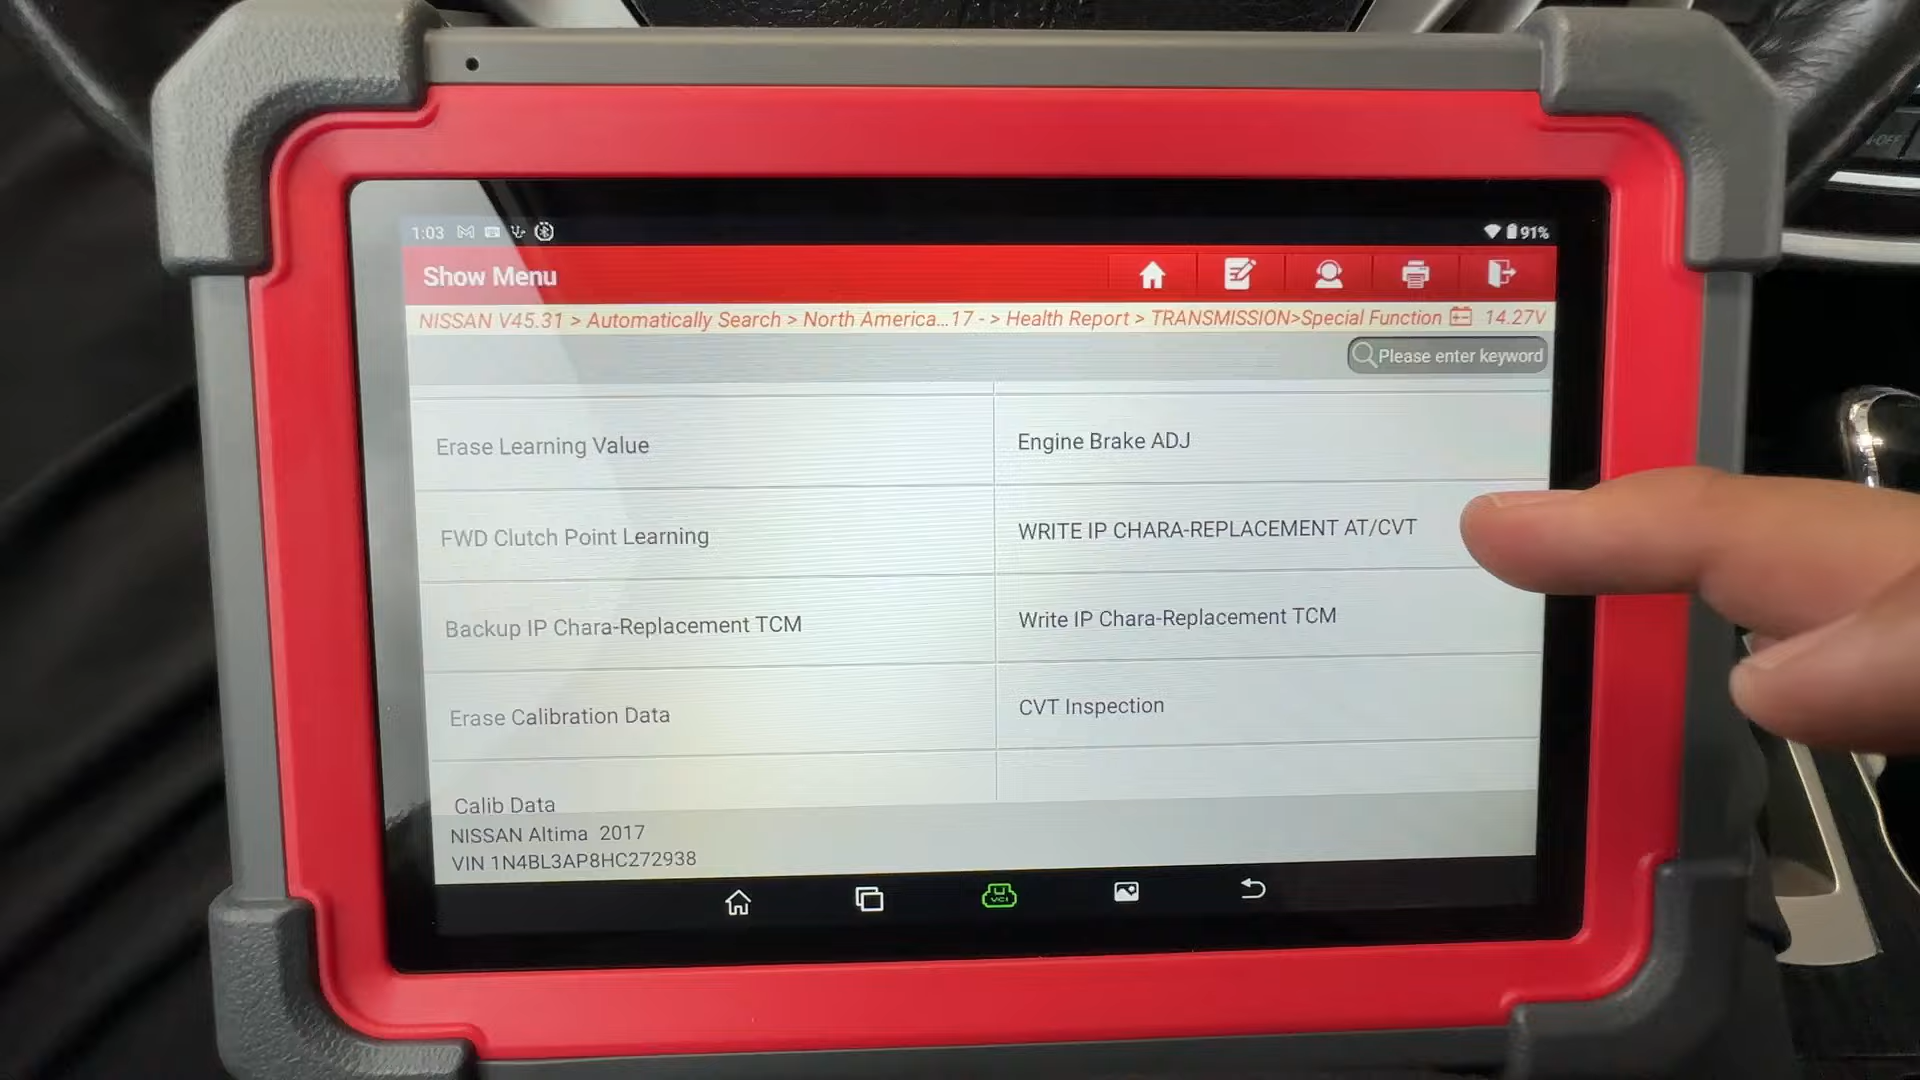 1:03
91%
Show Menu
NISSAN V45.31 > Automatically Search > North America...17 - > Health Report > TRANSMISSION>Special Function 14.27V
Please enter keyword
Erase Learning Value
Engine Brake ADJ
FWD Clutch Point Learning
WRITE IP CHARA-REPLACEMENT AT/CVT
Backup IP Chara-Replacement TCM
Write IP Chara-Replacement TCM
Erase Calibration Data
CVT Inspection
Calib Data
NISSAN Altima 2017
VIN 1N4BL3AP8HC272938
VCI